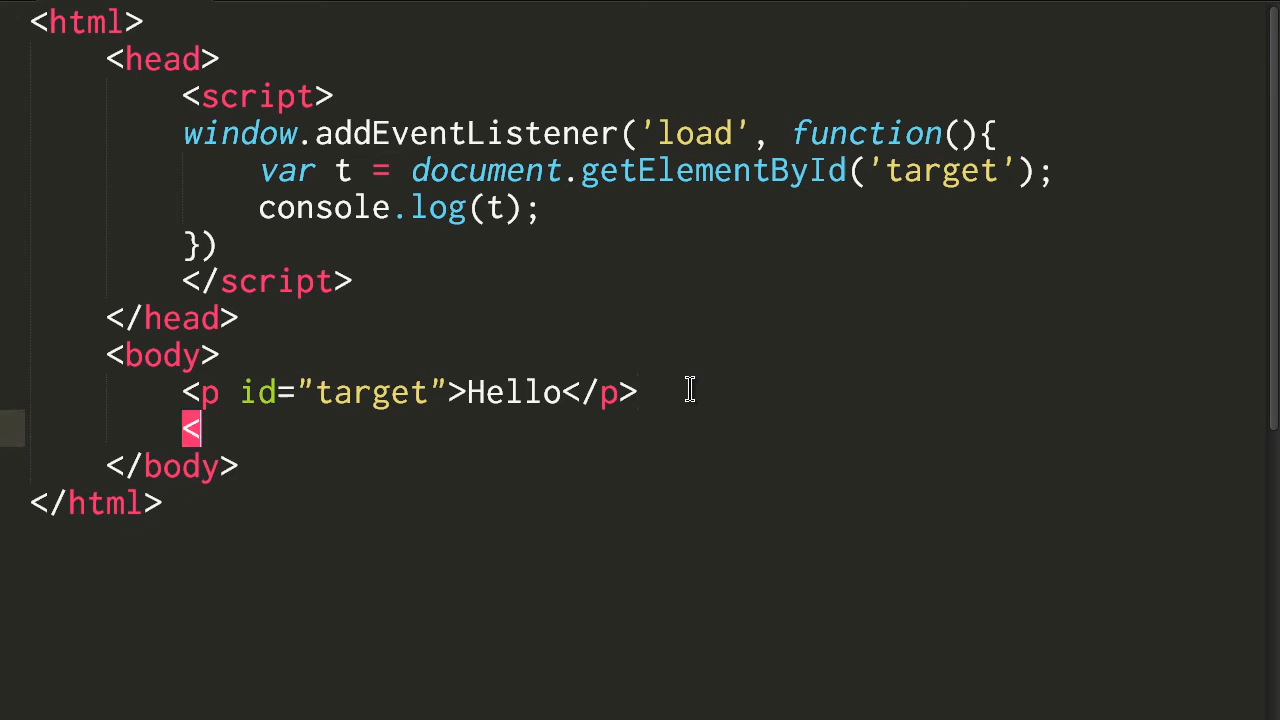 <html>
<head>
<script>
window.addEventListener('load', function(){
var t = document.getElementById('target');
console.log(t);
})
</script>
</head>
<body>
<p id="target">Hello</p>
<
</body>
</html>